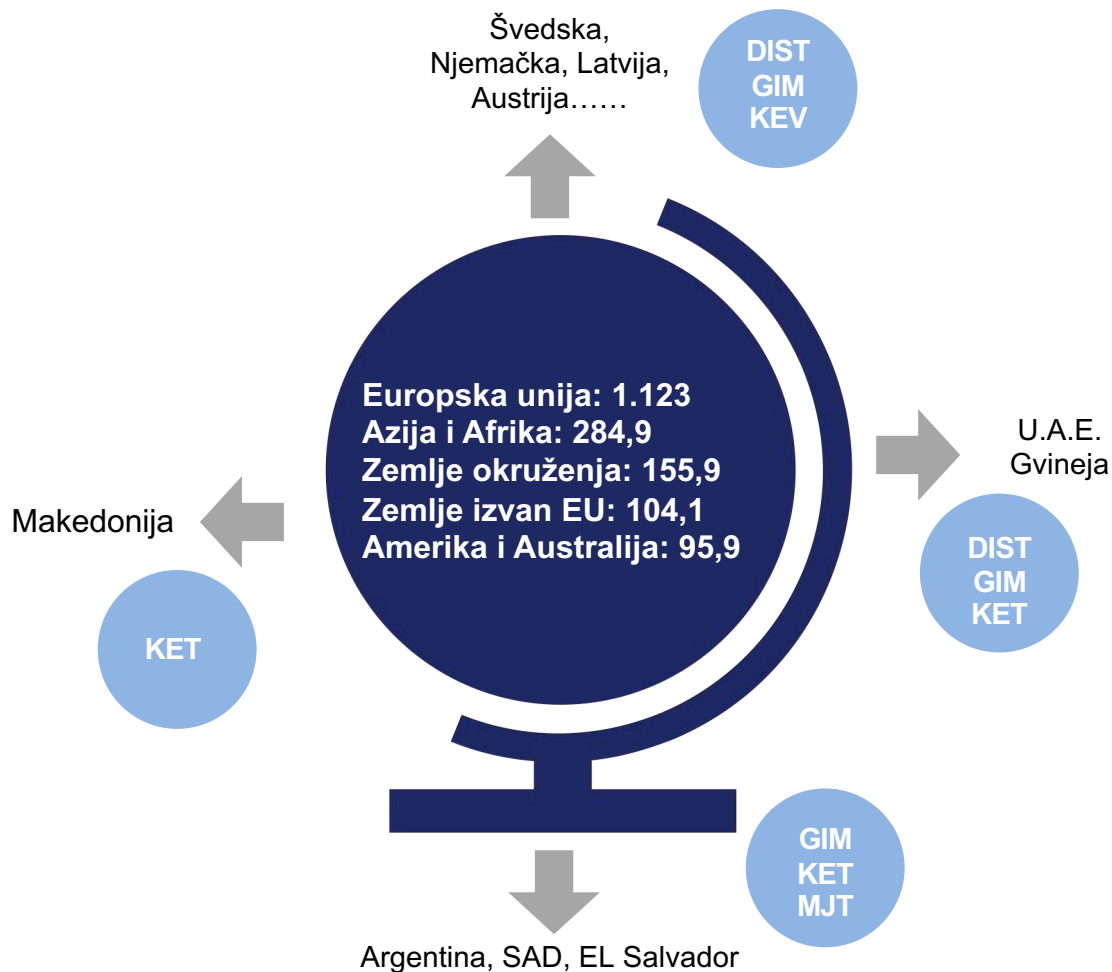 Švedska,
Njemačka, Latvija,
Austrija……
DIST
GIM
KEV
Europska unija: 1.123
Azija i Afrika: 284,9
Zemlje okruženja: 155,9
Zemlje izvan EU: 104,1
Amerika i Australija: 95,9
U.A.E.
Gvineja
DIST
GIM
KET
Makedonija
KET
GIM
KET
MJT
Argentina, SAD, EL Salvador